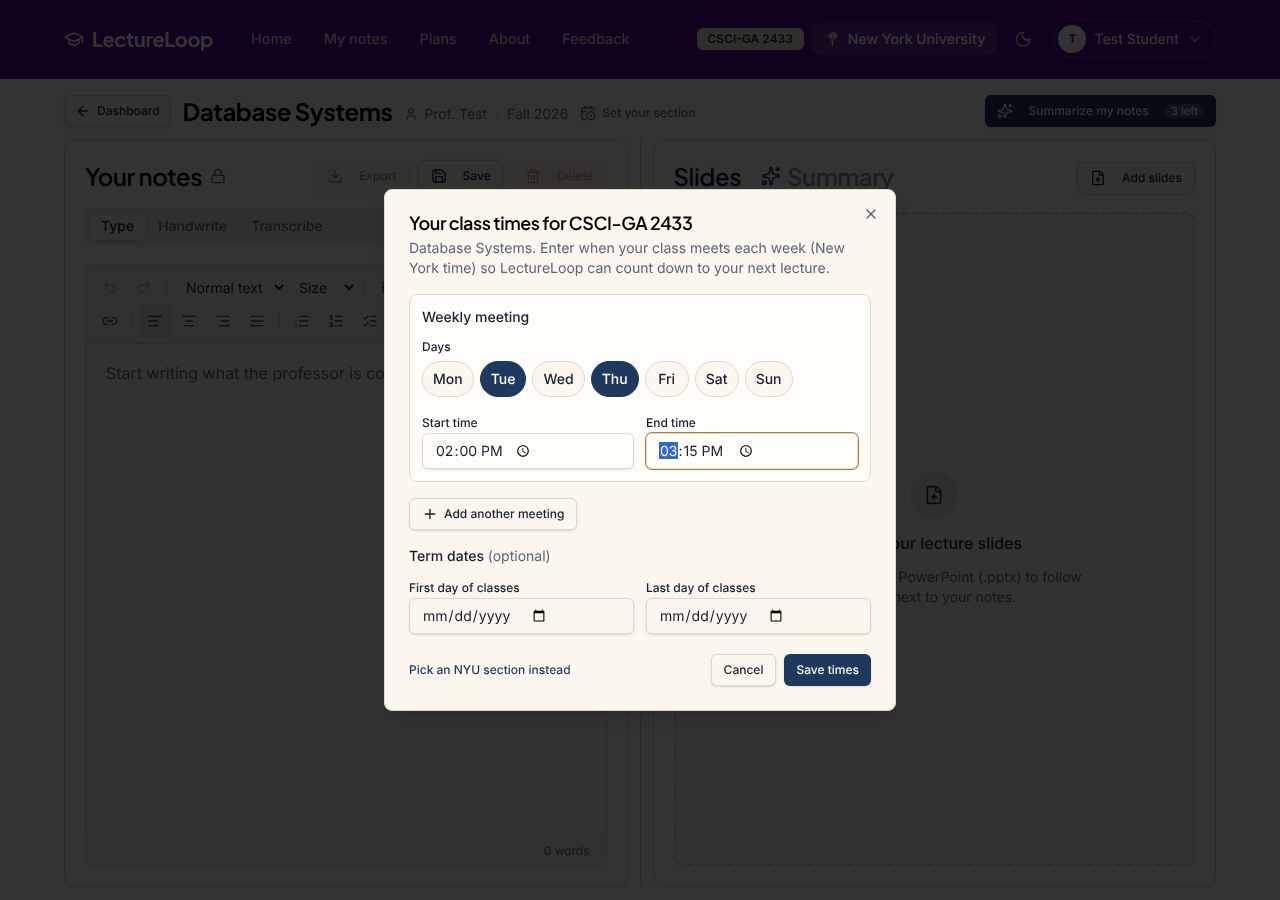 LectureLoop Home My notes Plans About Feedback CSCI-GA 2433 New York University T Test Student
Dashboard Database Systems Prof. Test · Fall 2026 Set your section Summarize my notes 3 left
Your notes Export Save Delete
Slides Summary Add slides
Type Handwrite Transcribe
Normal text Size
Start writing what the professor is co
0 words
Your class times for CSCI-GA 2433
Database Systems. Enter when your class meets each week (New
York time) so LectureLoop can count down to your next lecture.
Weekly meeting
Days
Mon Tue Wed Thu Fri Sat Sun
Start time End time
02:00 PM 03:15 PM
Add another meeting
Term dates (optional)
First day of classes Last day of classes
mm/dd/yyyy mm/dd/yyyy
Pick an NYU section instead Cancel Save times
lecture slides
PowerPoint (.pptx) to follow
next to your notes.